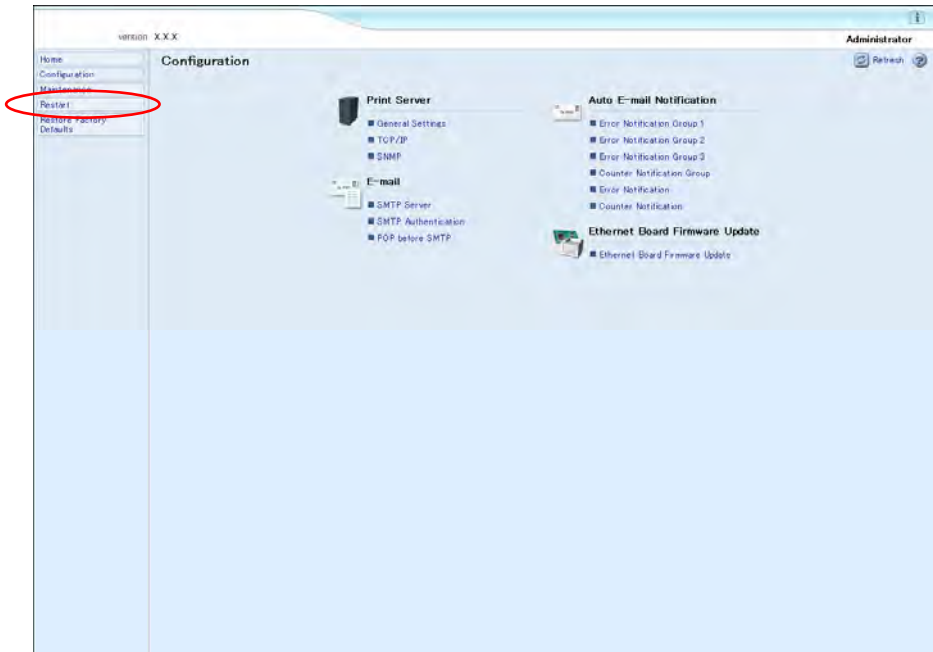 version X.X.X
Administrator
Home
Configuration
Maintenance
Restart
Restore Factory
Defaults
Configuration
Refresh
Print Server
General Settings
TCP/IP
SNMP
E-mail
SMTP Server
SMTP Authentication
POP before SMTP
Auto E-mail Notification
Error Notification Group 1
Error Notification Group 2
Error Notification Group 3
Counter Notification Group
Error Notification
Counter Notification
Ethernet Board Firmware Update
Ethernet Board Firmware Update